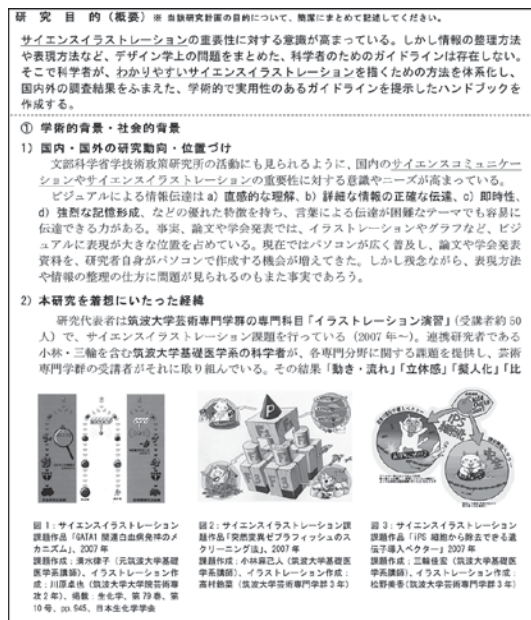 研 究 目 的（概要）※ 当該研究計画の目的について、簡潔にまとめて記述してください。
サイエンスイラストレーションの重要性に対する意識が高まっている。しかし情報の整理方法
や表現方法など、デザイン学上の問題をまとめた、科学者のためのガイドラインは存在しない。
そこで科学者が、わかりやすいサイエンスイラストレーションを描くための方法を体系化し、
国内外の調査結果をふまえた、学術的で実用性のあるガイドラインを提示したハンドブックを
作成する。
① 学術的背景・社会的背景
1）国内・国外の研究動向・位置づけ
文部科学省学技術政策研究所の活動にも見られるように、国内のサイエンスコミュニケー
ションやサイエンスイラストレーションの重要性に対する意識やニーズが高まっている。
ビジュアルによる情報伝達は a）直感的な理解、b）詳細な情報の正確な伝達、c）即時性、
d）強烈な記憶形成、などの優れた特徴を持ち、言葉による伝達が困難なテーマでも容易に
伝達できる力がある。事実、論文や学会発表では、イラストレーションやグラフなど、ビジ
ュアルに表現が大きな位置を占めている。現在ではパソコンが広く普及し、論文や学会発表
資料を、研究者自身がパソコンで作成する機会が増えてきた。しかし残念ながら、表現方法
や情報の整理の仕方に問題が見られるのもまた事実であろう。
2）本研究を着想にいたった経緯
研究代表者は筑波大学芸術専門学群の専門科目「イラストレーション演習」（受講者約 50
人）で、サイエンスイラストレーション課題を行っている（2007 年～）。連携研究者である
小林・三輪を含む筑波大学基礎医学系の科学者が、各専門分野に関する課題を提供し、芸術
専門学群の受講者がそれに取り組んでいる。その結果「動き・流れ」「立体感」「擬人化」「比
P
iPS
図 1：サイエンスイラストレーション
課題作品「GATA1 関連白血病発症のメ
カニズム」、2007 年
課題作成：清水律子（元筑波大学基礎
医学系講師）、イラストレーション作
成：川原卓也（筑波大学大学院芸術専
攻 2 年）、掲載：生化学、第 79 巻、第
10 号、pp. 945、日本生化学学会
図 2：サイエンスイラストレーション課
題作品「突然変異ゼブラフィッシュのス
クリーニング法」、2007 年
課題作成：小林麻己人（筑波大学基礎医
学系講師）、イラストレーション作成：
高村鈴菜（筑波大学芸術専門学群 3 年）
図 3：サイエンスイラストレーション課
題作品「iPS 細胞から除去できる遺
伝子導入ベクター」2007 年
課題作成：三輪佳宏（筑波大学基礎医
学系講師）、イラストレーション作成：
松野美香（筑波大学芸術専門学群 3 年）